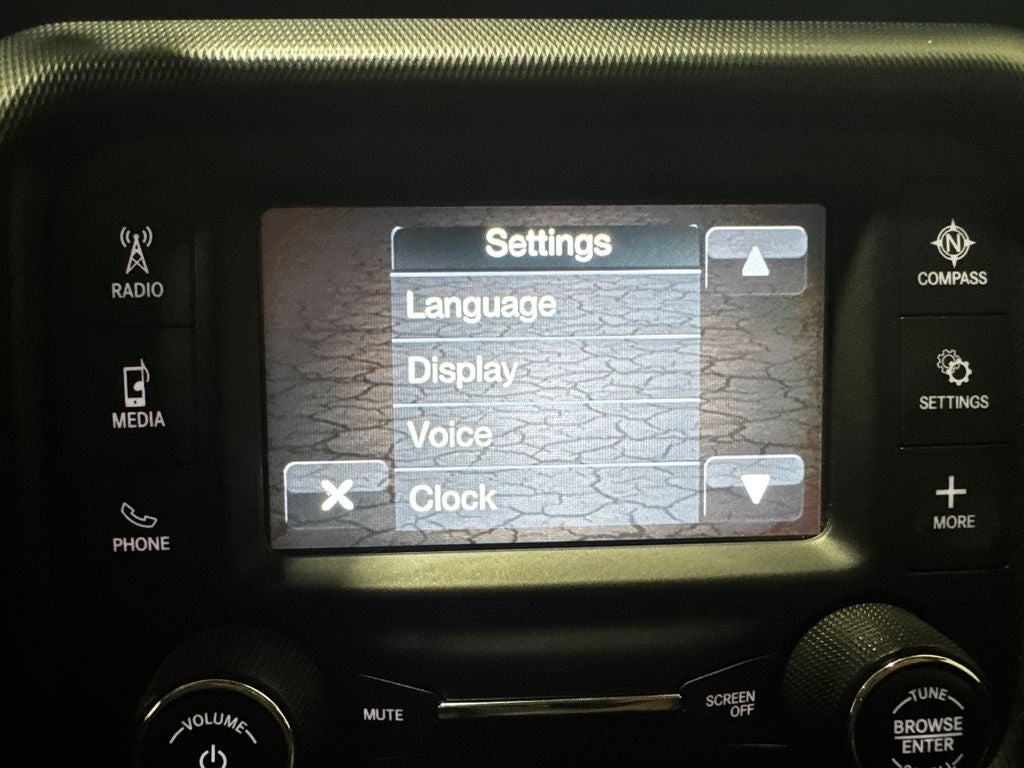 Settings
Language
Display
Voice
Clock
RADIO
MEDIA
PHONE
N
COMPASS
SETTINGS
MORE
MUTE
SCREEN
OFF
VOLUME
TUNE
BROWSE
ENTER